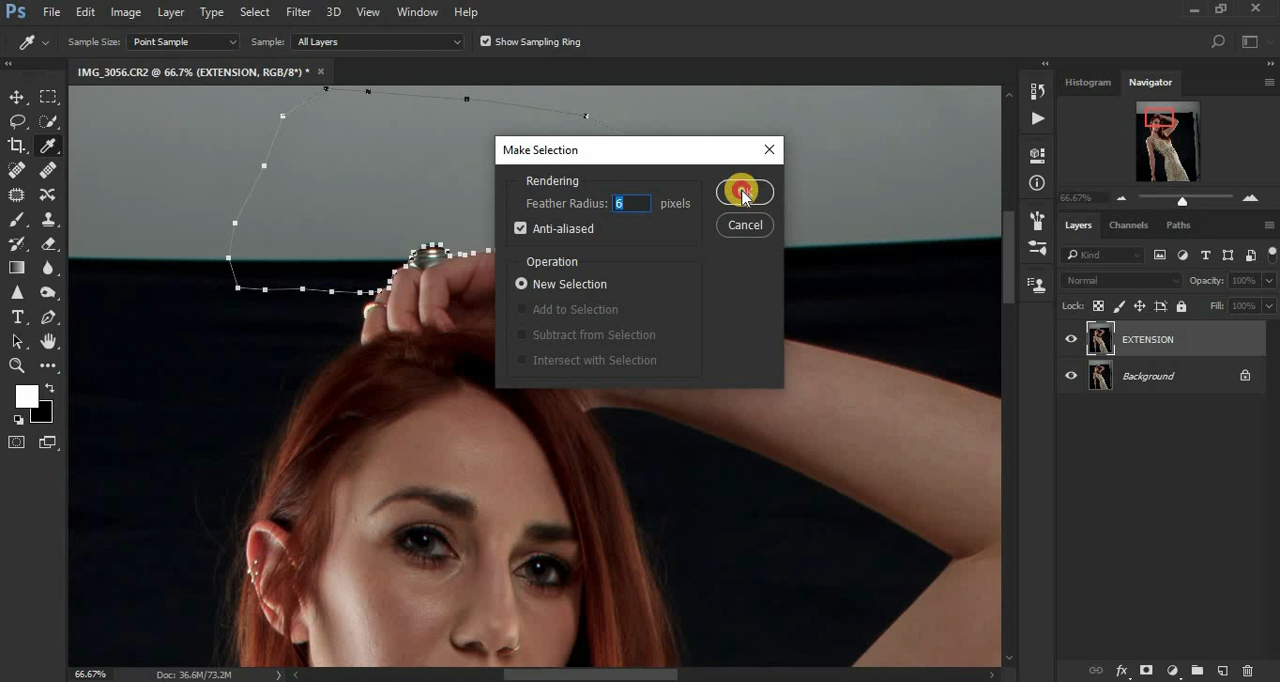 Ps File Edit Image Layer Type Select Filter 3D View Window Help
Sample Size: Point Sample Sample: All Layers Show Sampling Ring
IMG_3056.CR2 @ 66.7% (EXTENSION, RGB/8*) * ×
Histogram Navigator
Make Selection
Rendering
Feather Radius: 6 pixels
Anti-aliased
Cancel
Operation
New Selection
Add to Selection
Subtract from Selection
Intersect with Selection
66.67%
Layers Channels Paths
Kind
Normal Opacity: 100%
Lock: Fill: 100%
EXTENSION
Background
66.67% Doc: 36.6M/73.2M